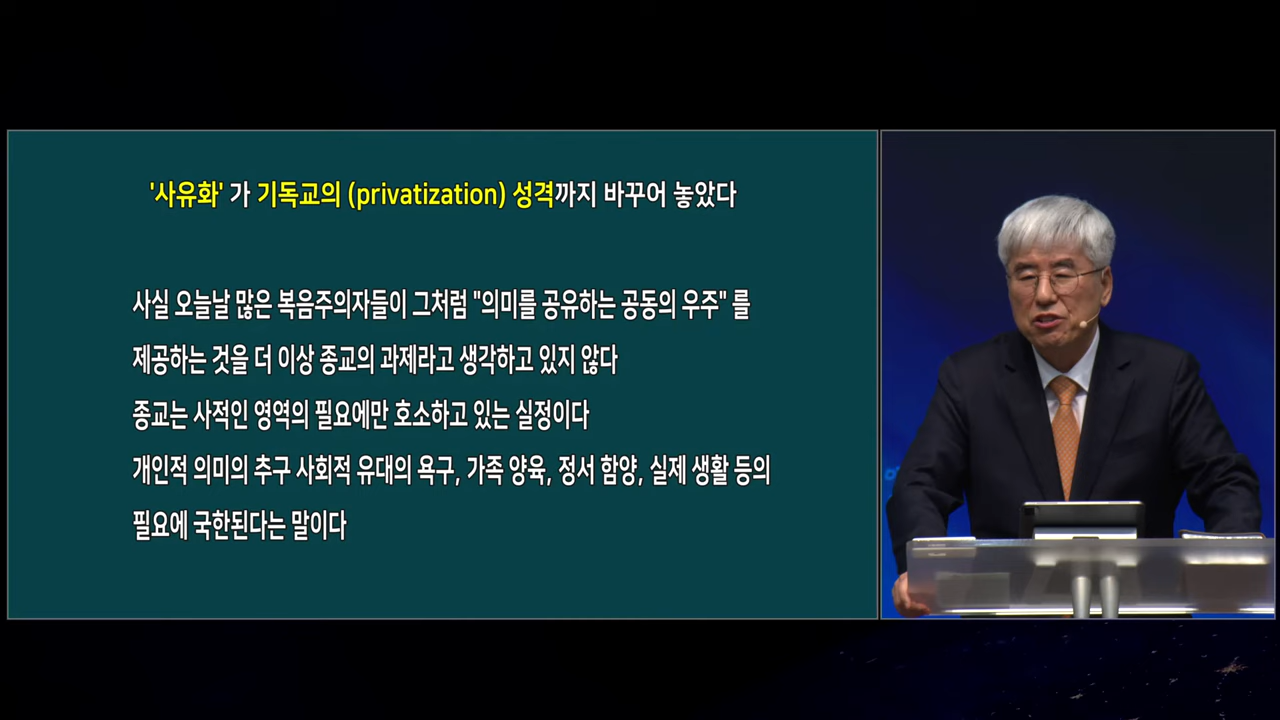 '사유화' 가 기독교의 (privatization) 성격까지 바꾸어 놓았다
사실 오늘날 많은 복음주의자들이 그처럼 "의미를 공유하는 공동의 우주" 를
제공하는 것을 더 이상 종교의 과제라고 생각하고 있지 않다
종교는 사적인 영역의 필요에만 호소하고 있는 실정이다
개인적 의미의 추구 사회적 유대의 욕구, 가족 양육, 정서 함양, 실제 생활 등의
필요에 국한된다는 말이다